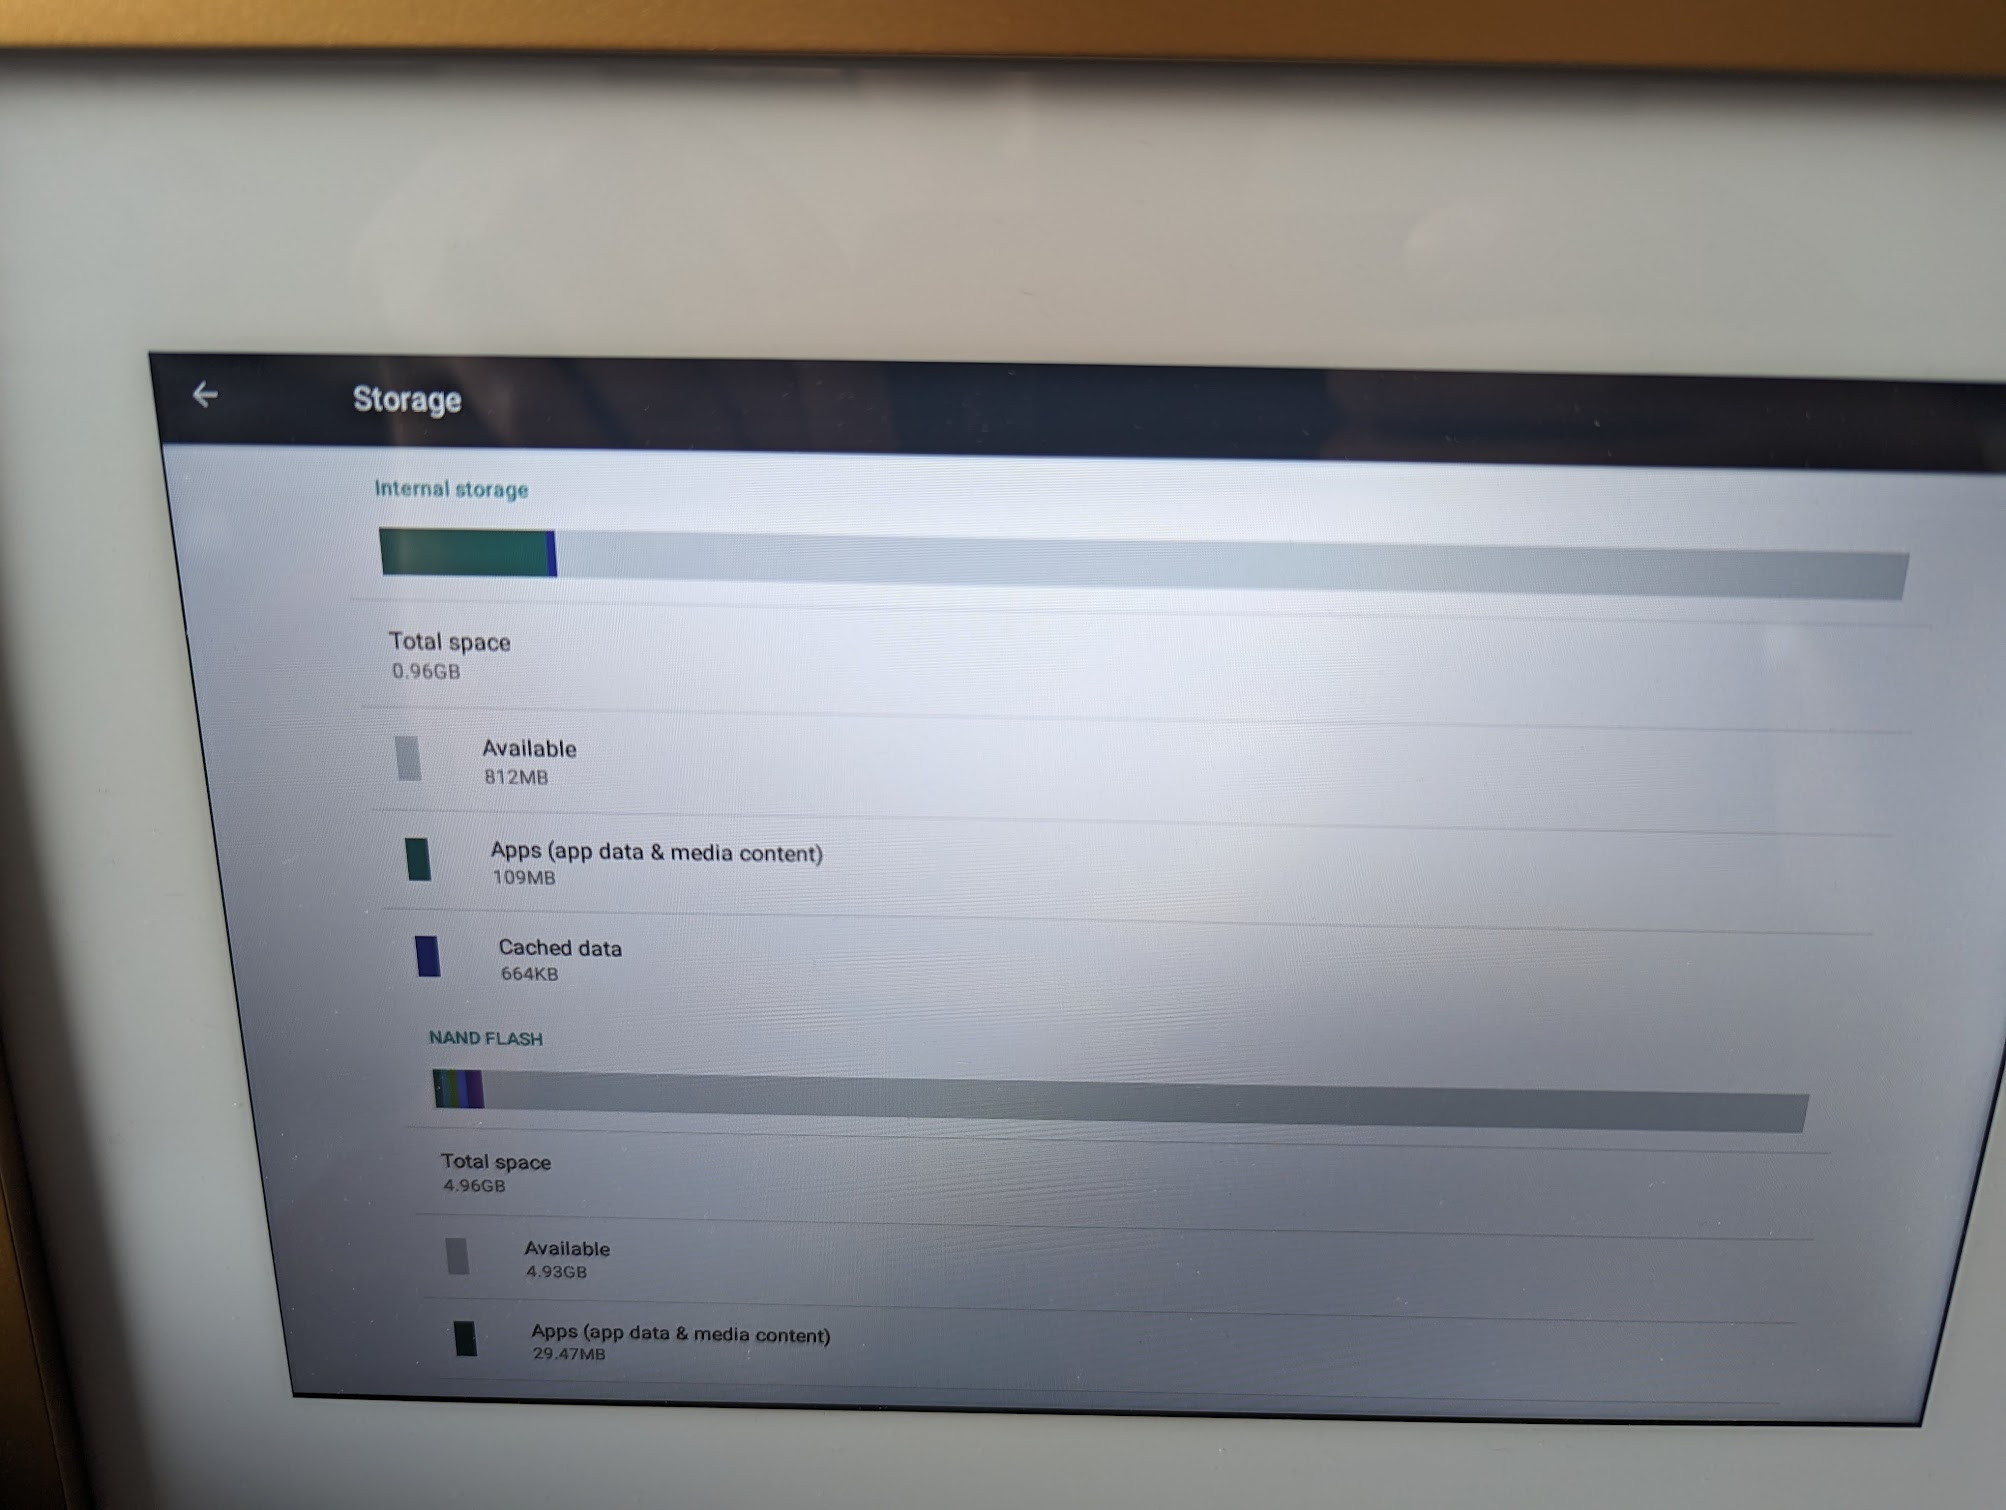 Storage
Internal storage
Total space
0.96GB
Available
812MB
Apps (app data & media content)
109MB
Cached data
664KB
NAND FLASH
Total space
4.96GB
Available
4.93GB
Apps (app data & media content)
29.47MB